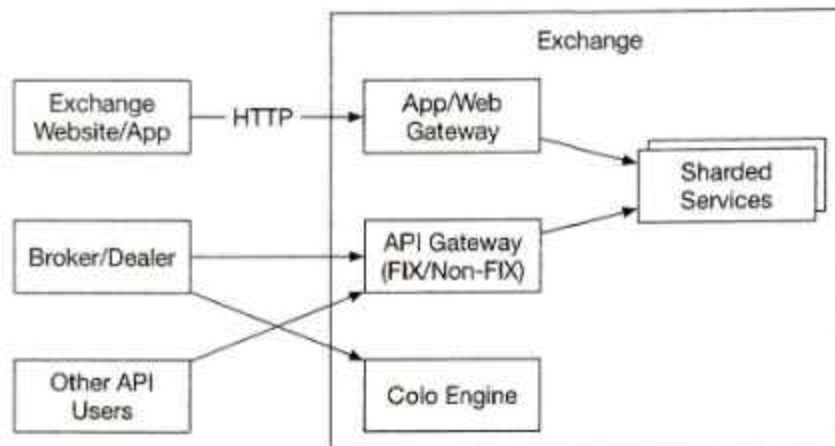 Exchange
Exchange
Website/App
HTTP
App/Web
Gateway
Sharded
Services
Broker/Dealer
API Gateway
(FIX/Non-FIX)
Other API
Users
Colo Engine